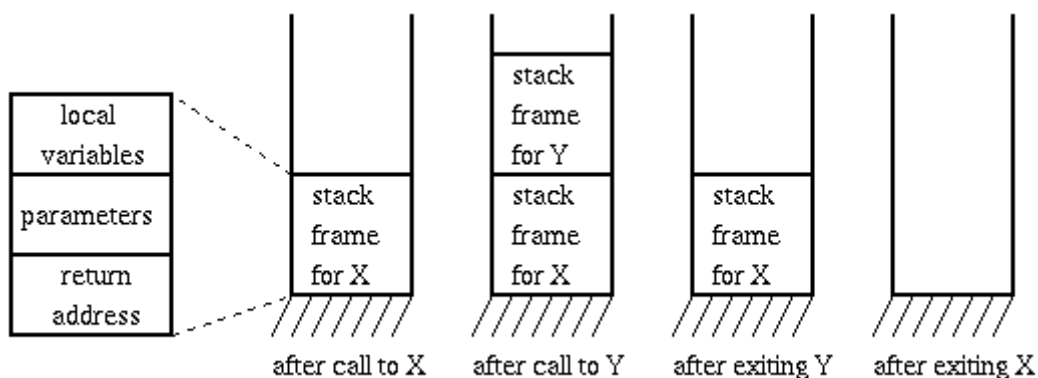 local
variables
parameters
return
address
stack
frame
for X
after call to X
stack
frame
for Y
stack
frame
for X
after call to Y
stack
frame
for X
after exiting Y
after exiting X